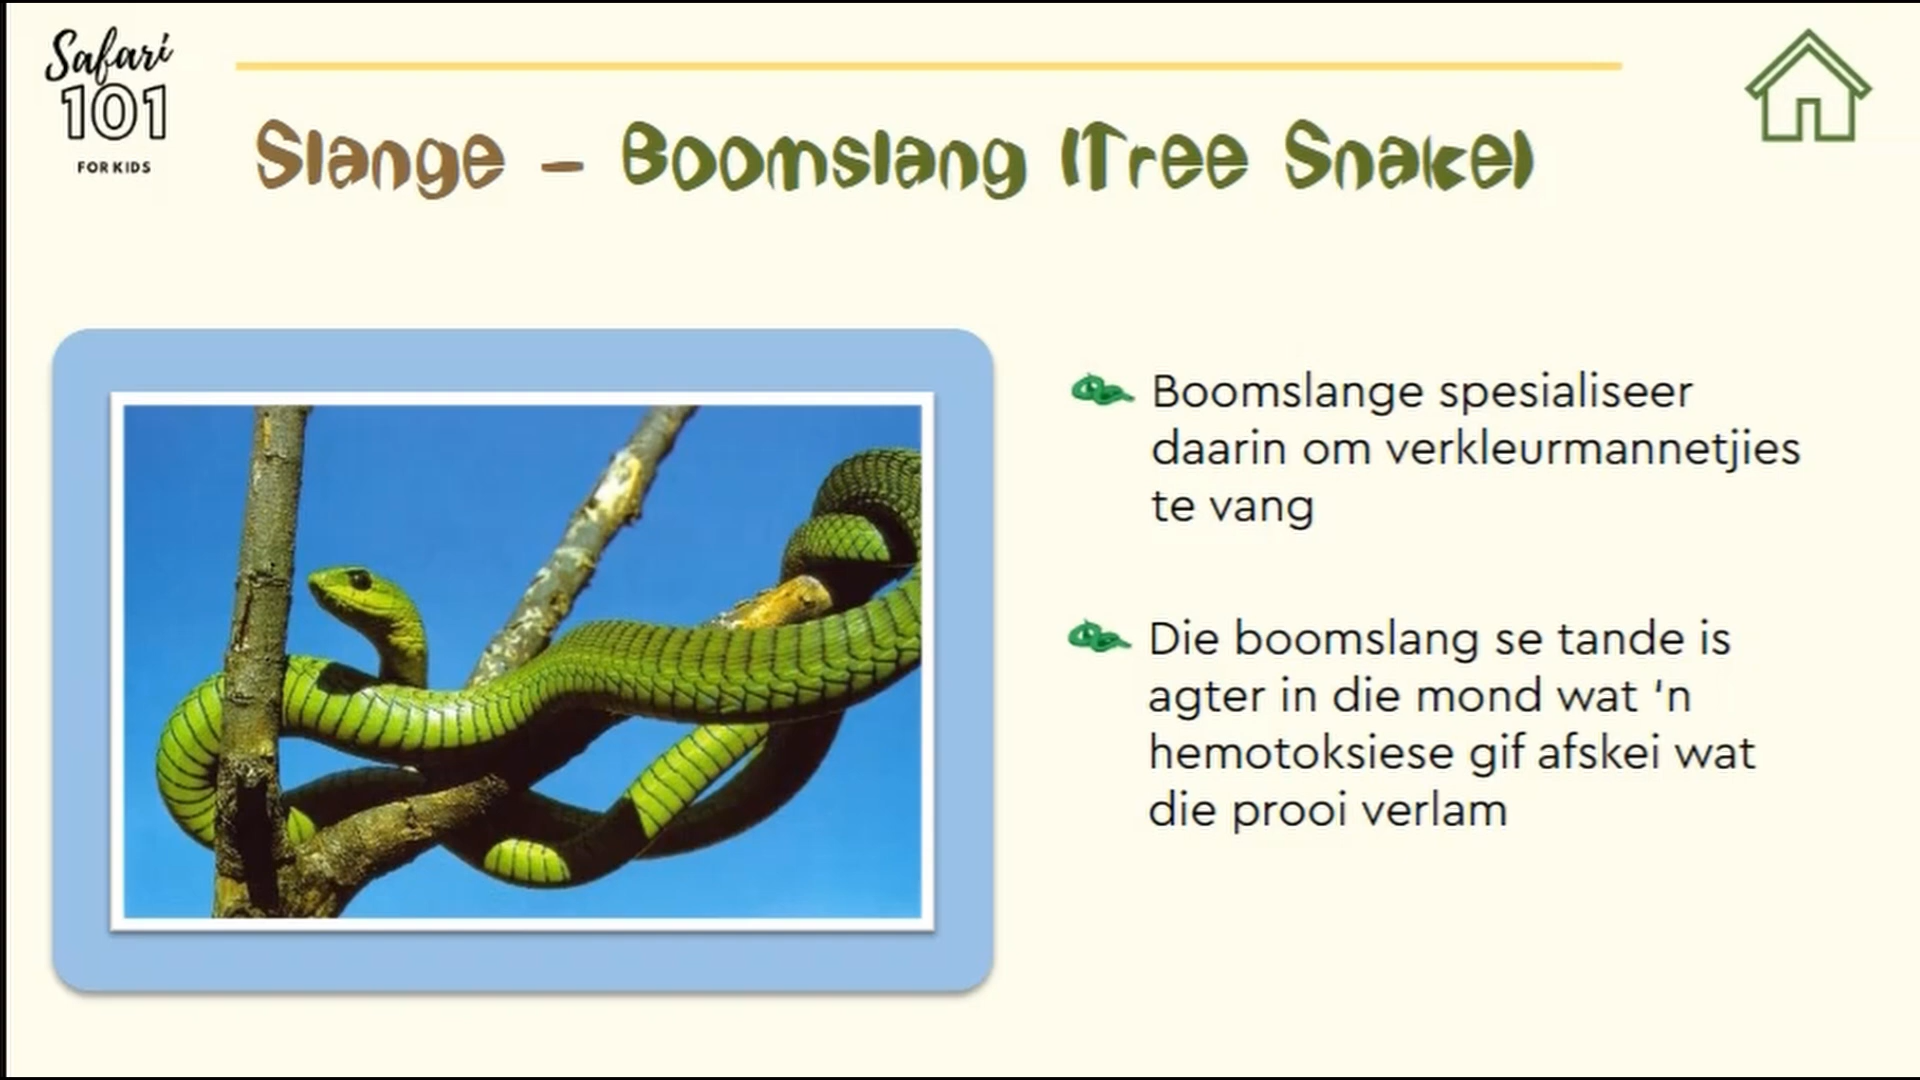 Safari
101
FOR KIDS
Slange - Boomslang (Tree Snake)
Boomslange spesialiseer
daarin om verkleurmannetjies
te vang
Die boomslang se tande is
agter in die mond wat ‘n
hemotoksiese gif afskei wat
die prooi verlam